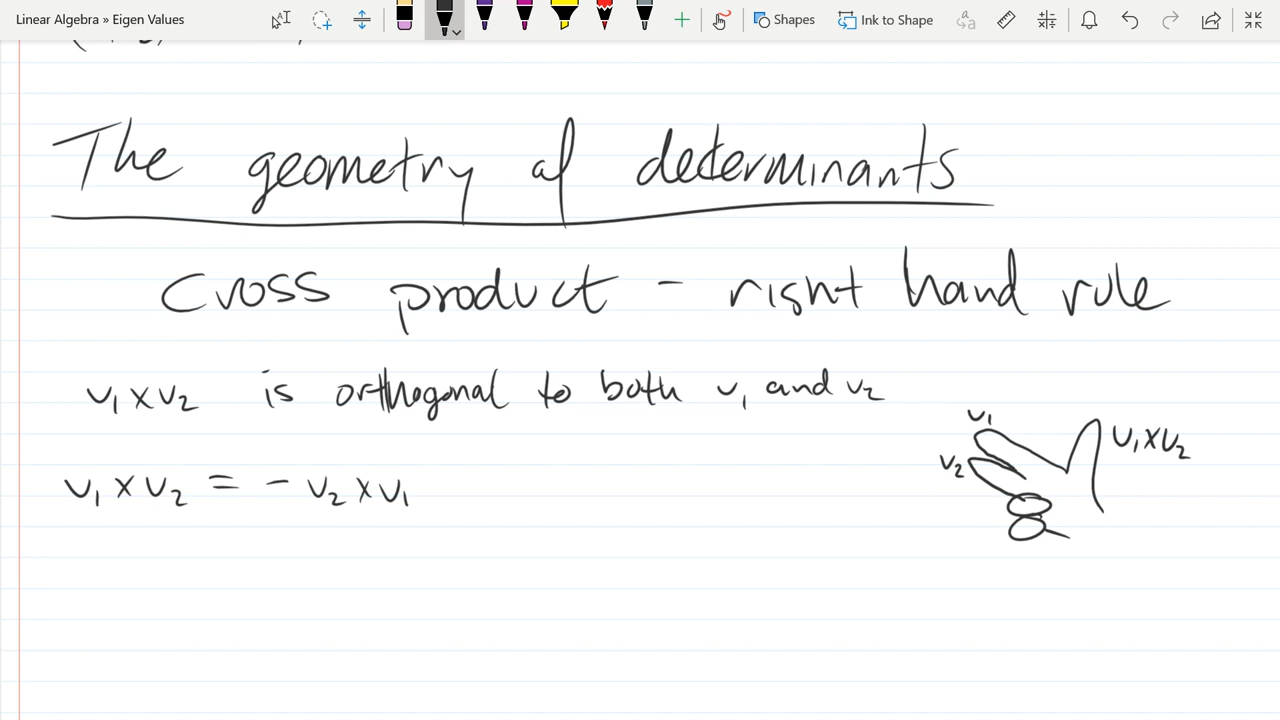 Linear Algebra » Eigen Values
Shapes
Ink to Shape
The geometry of determinants
Cross product - right hand rule
v₁ × v₂ is orthogonal to both v₁ and v₂
v₁
v₂
v₁ × v₂
v₁ × v₂ = - v₂ × v₁